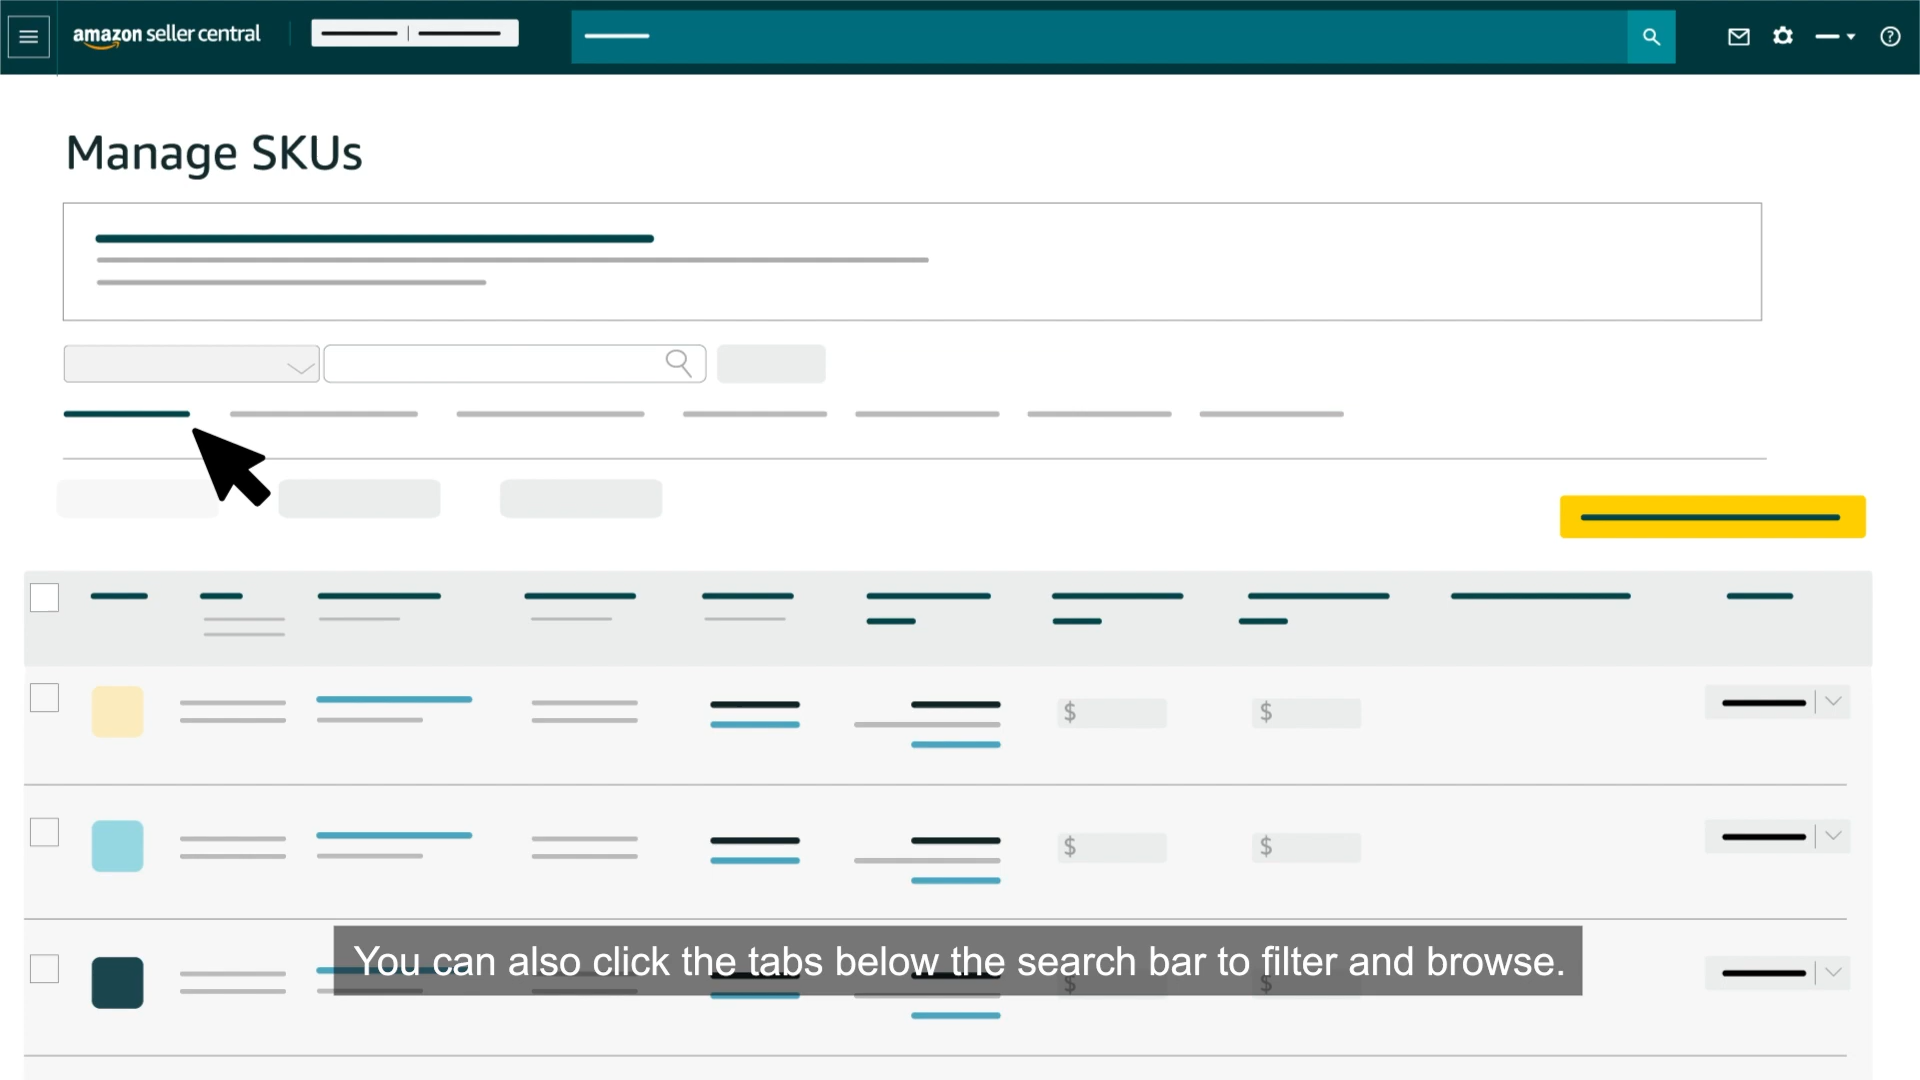 amazon seller central
Manage SKUs
$ $
$ $
$ $
You can also click the tabs below the search bar to filter and browse.